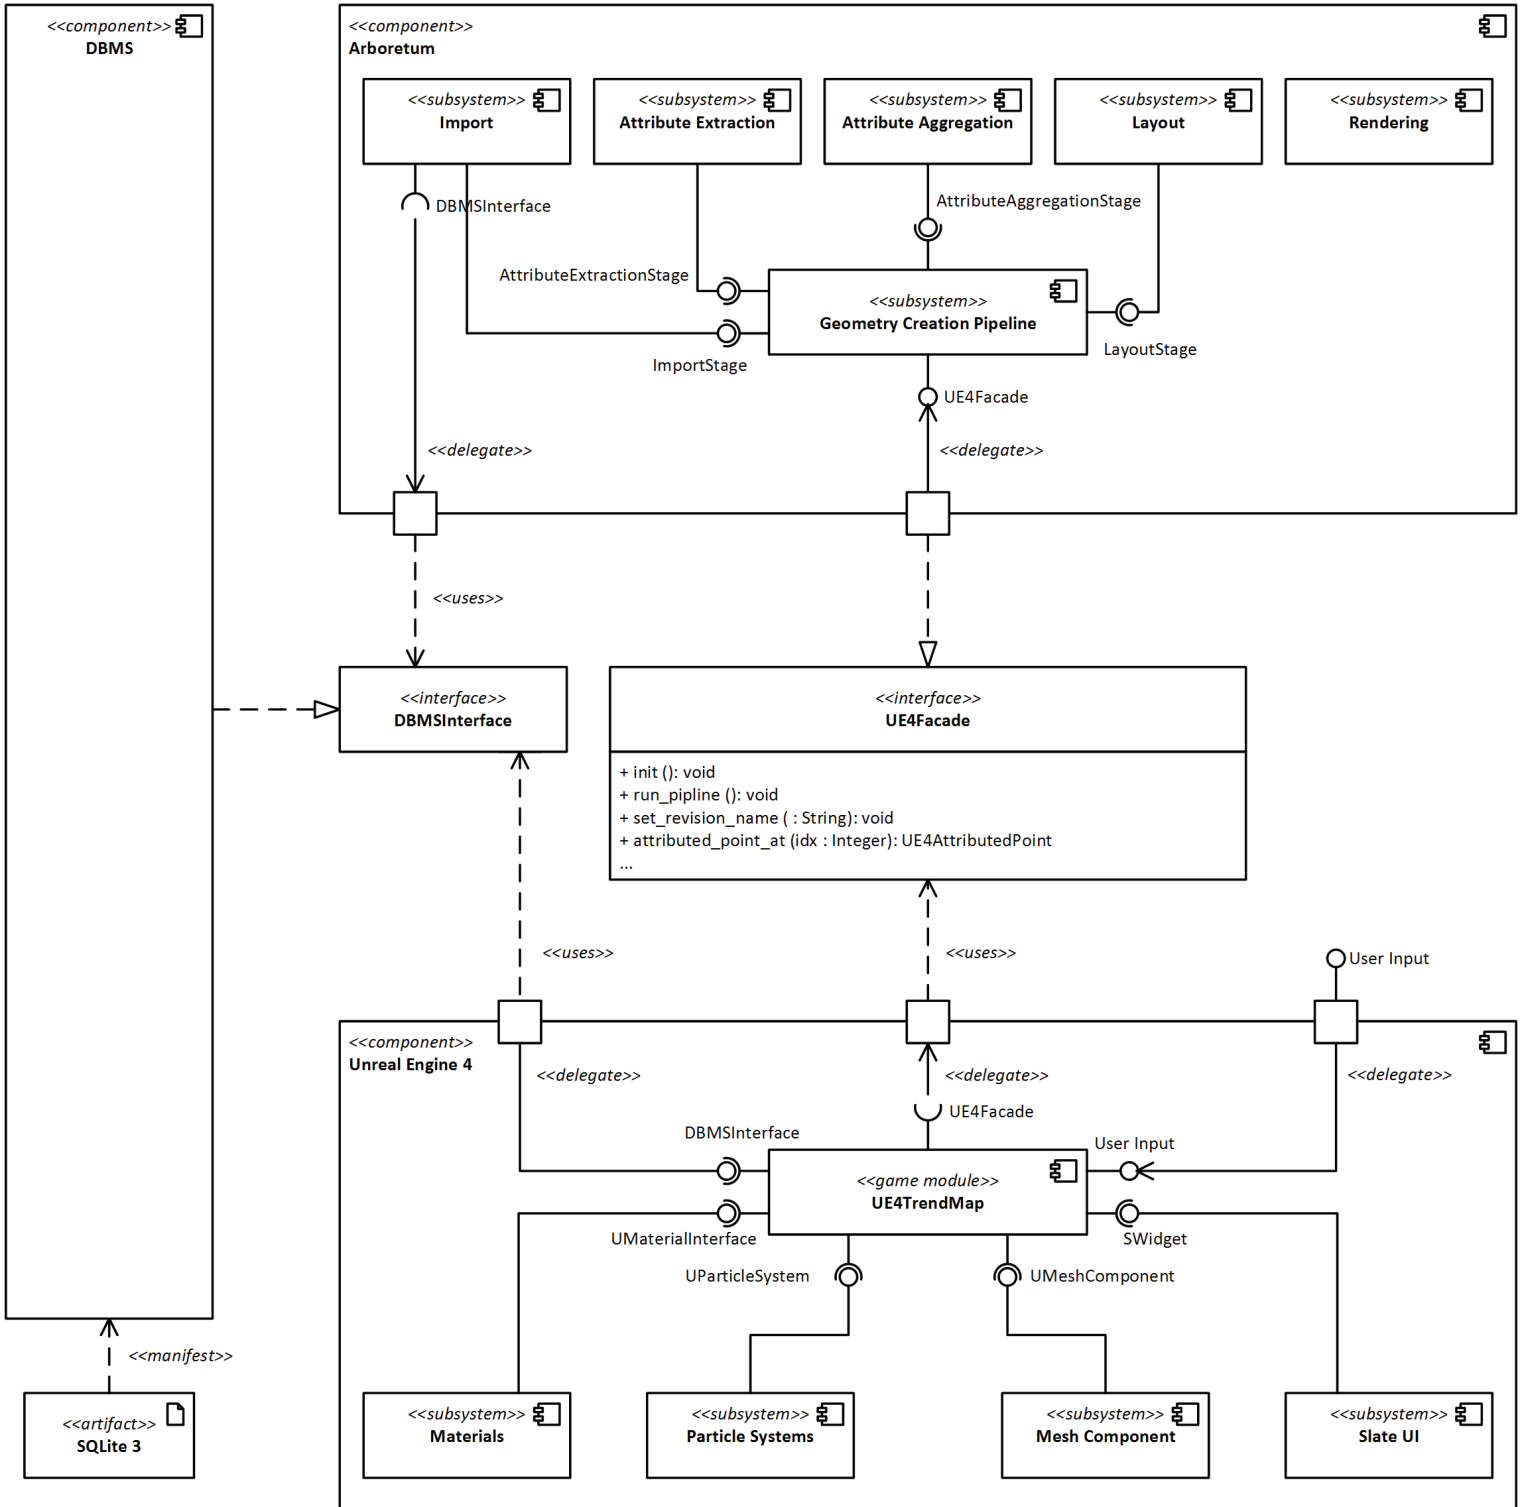 <<component>>
DBMS
<<component>>
Arboretum
<<subsystem>>
Import
<<subsystem>>
Attribute Extraction
<<subsystem>>
Attribute Aggregation
<<subsystem>>
Layout
<<subsystem>>
Rendering
DBMSInterface
AttributeAggregationStage
AttributeExtractionStage
<<subsystem>>
Geometry Creation Pipeline
ImportStage
LayoutStage
UE4Facade
<<delegate>>
<<delegate>>
<<uses>>
<<interface>>
DBMSInterface
<<interface>>
UE4Facade
+ init (): void
+ run_pipline (): void
+ set_revision_name ( : String): void
+ attributed_point_at (idx : Integer): UE4AttributedPoint
...
<<uses>>
<<uses>>
User Input
<<component>>
Unreal Engine 4
<<delegate>>
<<delegate>>
<<delegate>>
UE4Facade
DBMSInterface
User Input
<<game module>>
UE4TrendMap
UMaterialInterface
SWidget
UParticleSystem
UMeshComponent
<<manifest>>
<<artifact>>
SQLite 3
<<subsystem>>
Materials
<<subsystem>>
Particle Systems
<<subsystem>>
Mesh Component
<<subsystem>>
Slate UI